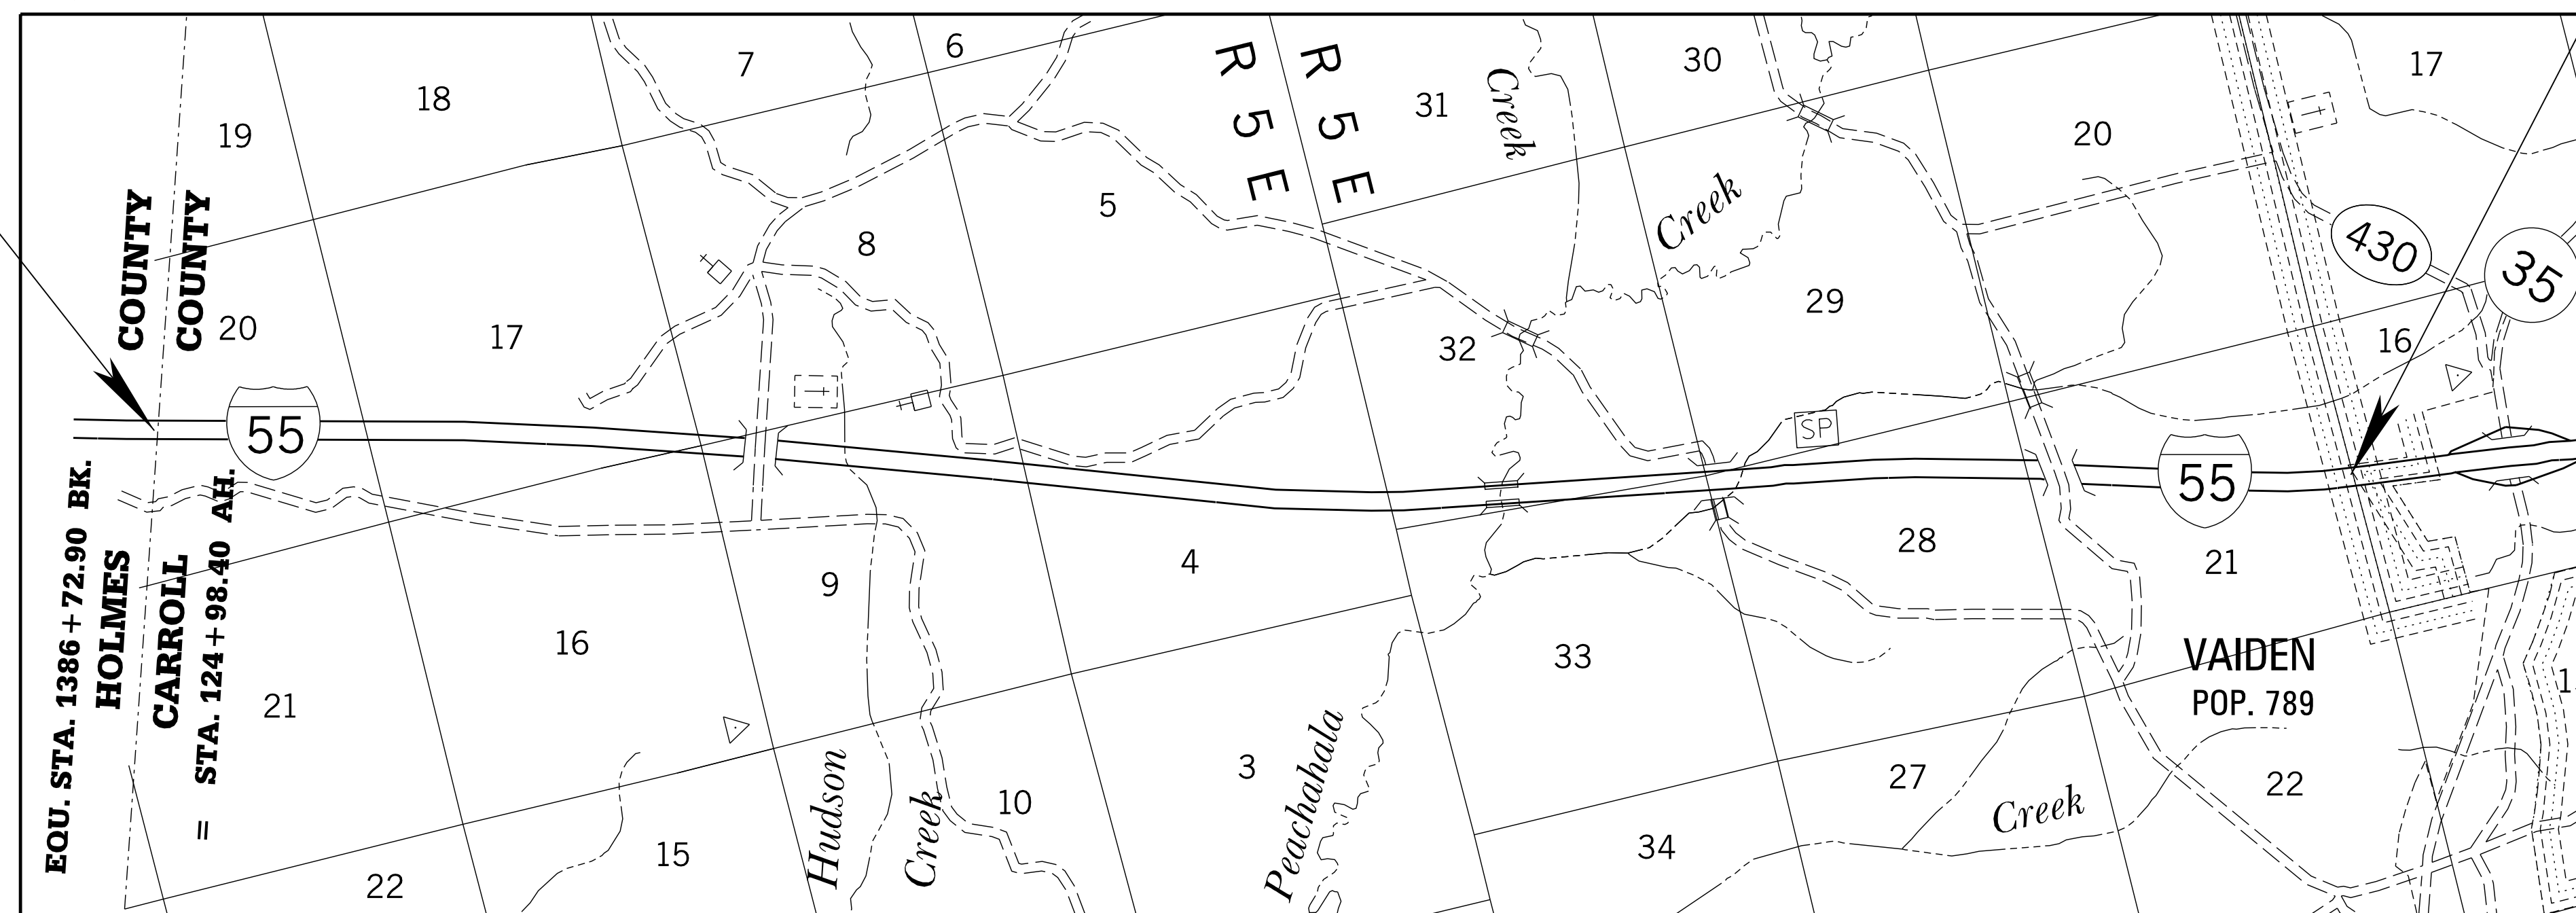 19
18
7
6
R 5 E
R 5 E
31
Creek
30
20
17
COUNTY
COUNTY
20
17
8
5
32
Creek
29
430
35
16
55
SP
55
EQU. STA. 1386+72.90 BK.
HOLMES
CARROLL
= STA. 124+98.40 AH.
21
16
9
4
28
21
33
VAIDEN
POP. 789
22
15
Hudson
Creek
10
3
Peachahala
34
27
Creek
22
1